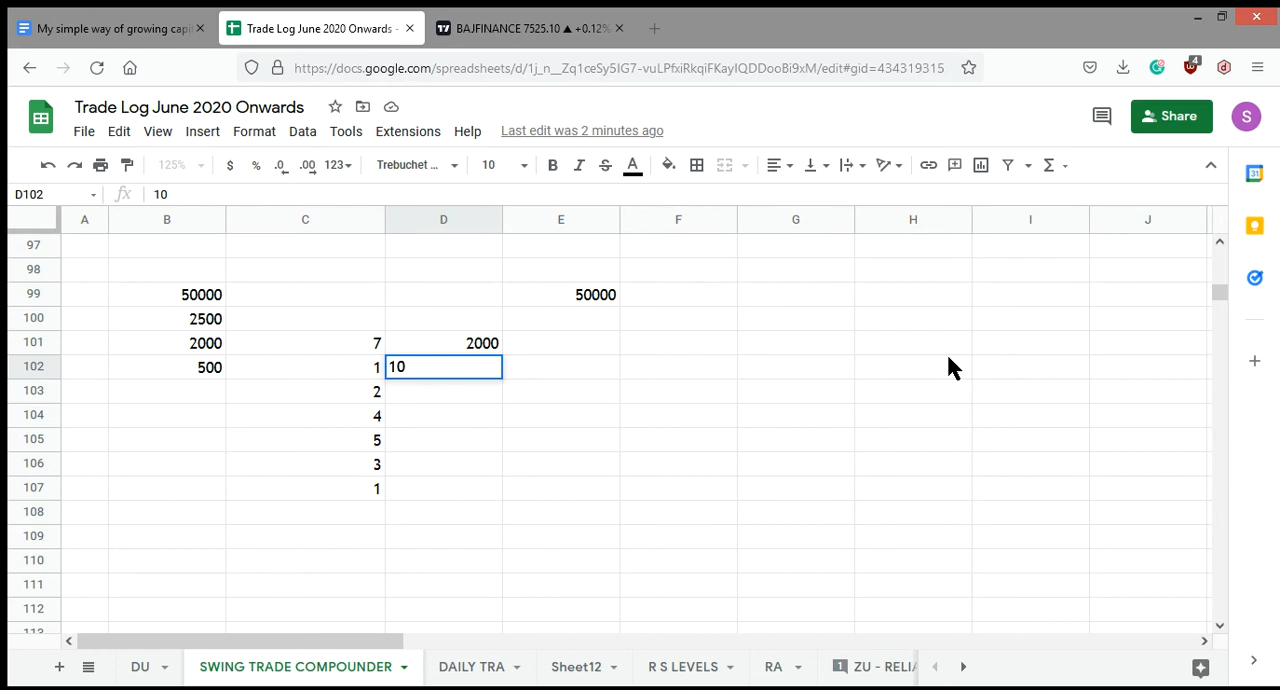 My simple way of growing capi
Trade Log June 2020 Onwards -
BAJFINANCE 7525.10 ▲ +0.12%
https://docs.google.com/spreadsheets/d/1j_n__Zq1ceSy5IG7-vuLPfxiRkqiFKayIQDDooBi9xM/edit#gid=434319315
4
Trade Log June 2020 Onwards
File Edit View Insert Format Data Tools Extensions Help Last edit was 2 minutes ago
Share
S
125% $ % .0 .00 123 Trebuchet ... 10 B I S A
31
D102 fx 10
A B C D E F G H I J
97
98
99 50000 50000
100 2500
101 2000 7 2000
102 500 1 10
103 2
104 4
105 5
106 3
107 1
108
109
110
111
112
113
DU SWING TRADE COMPOUNDER DAILY TRA Sheet12 R S LEVELS RA 1 ZU - RELIA